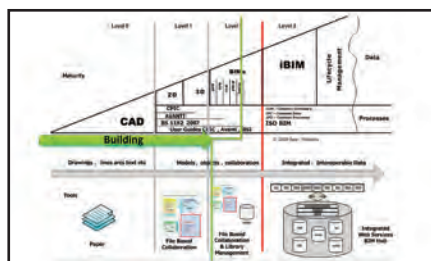 Level 0 Level 1 Level Level 3
Maturity
Data
Lifecycle
Management
BIMs
iBIM
2D 3D
CAD
CPIC
AVANTI
BS 1192 2007
User Guides CPIC, Avanti, BSI
ISO BIM
Processes
Building
Drawings, lines arcs text etc Models, objects, collaboration Integrated, Interoperable Data
Tools
Paper
File Based
Collaboration
File Based
Collaboration
& Library
Management
Integrated
Web Services
BIM Hub